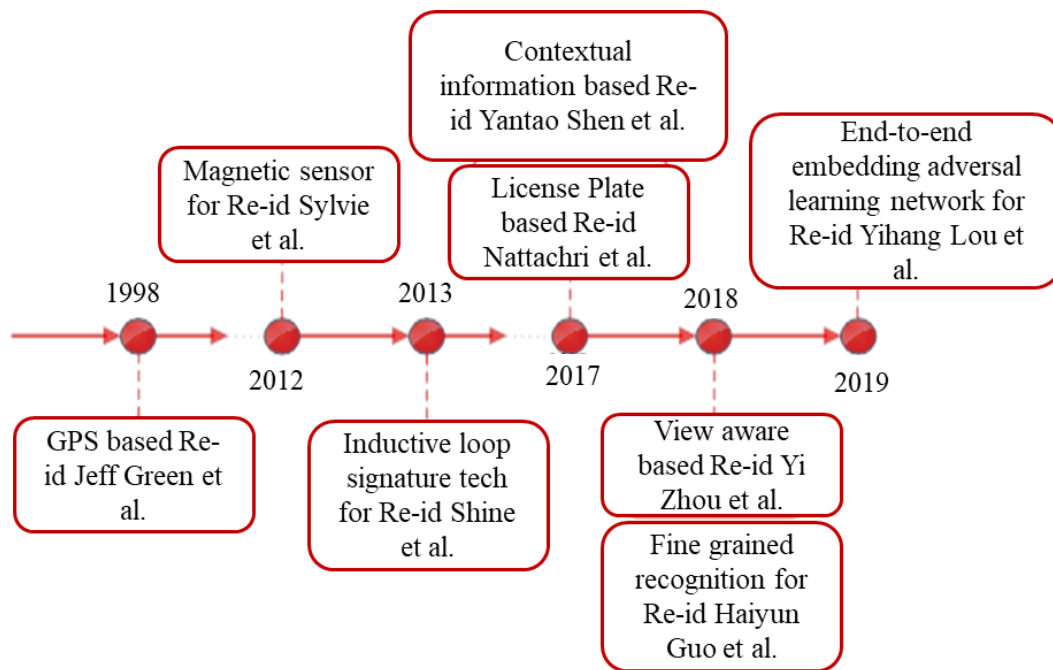 Contextual
information based Re-
id Yantao Shen et al.
End-to-end
embedding adversal
learning network for
Re-id Yihang Lou et
al.
Magnetic sensor
for Re-id Sylvie
et al.
License Plate
based Re-id
Nattachri et al.
1998
2013
2018
2012
2017
2019
GPS based Re-
id Jeff Green et
al.
Inductive loop
signature tech
for Re-id Shine
et al.
View aware
based Re-id Yi
Zhou et al.
Fine grained
recognition for
Re-id Haiyun
Guo et al.